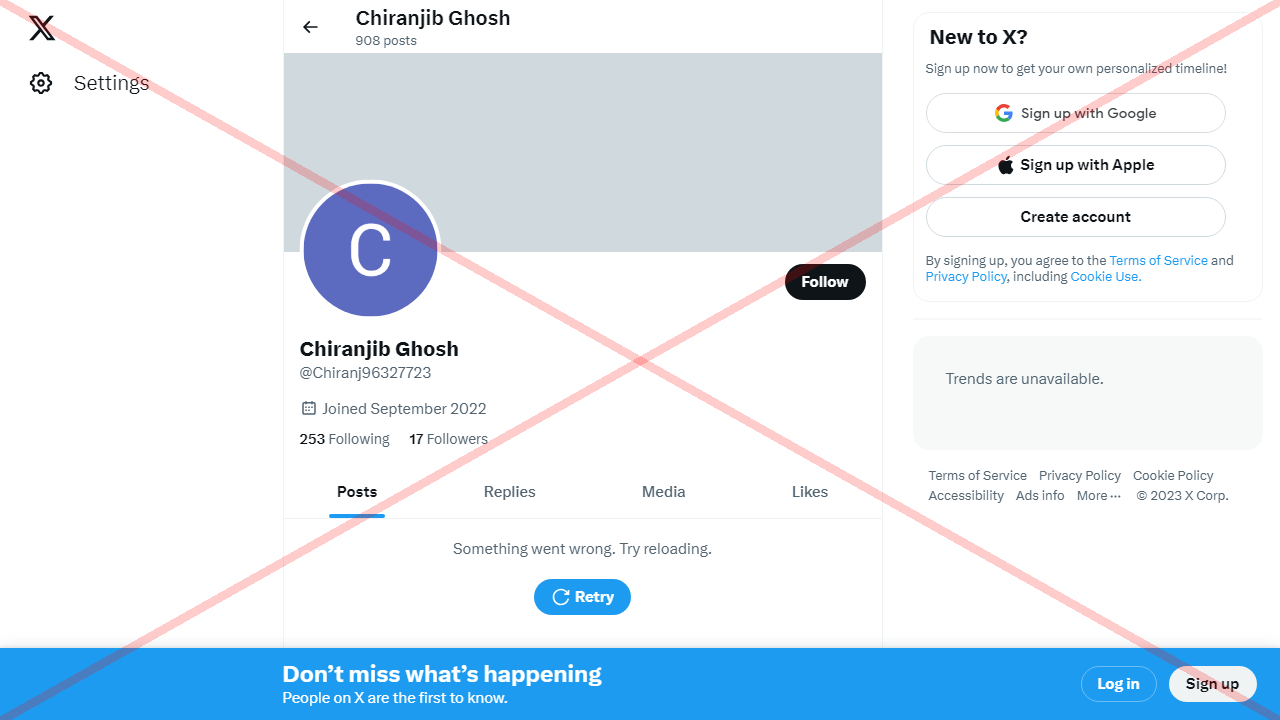 Settings
Chiranjib Ghosh
908 posts
C
Follow
Chiranjib Ghosh
@Chiranj96327723
Joined September 2022
253 Following 17 Followers
Posts Replies Media Likes
Something went wrong. Try reloading.
Retry
New to X?
Sign up now to get your own personalized timeline!
Sign up with Google
Sign up with Apple
Create account
By signing up, you agree to the Terms of Service and
Privacy Policy, including Cookie Use.
Trends are unavailable.
Terms of Service Privacy Policy Cookie Policy
Accessibility Ads info More ··· © 2023 X Corp.
Don’t miss what’s happening
People on X are the first to know.
Log in
Sign up